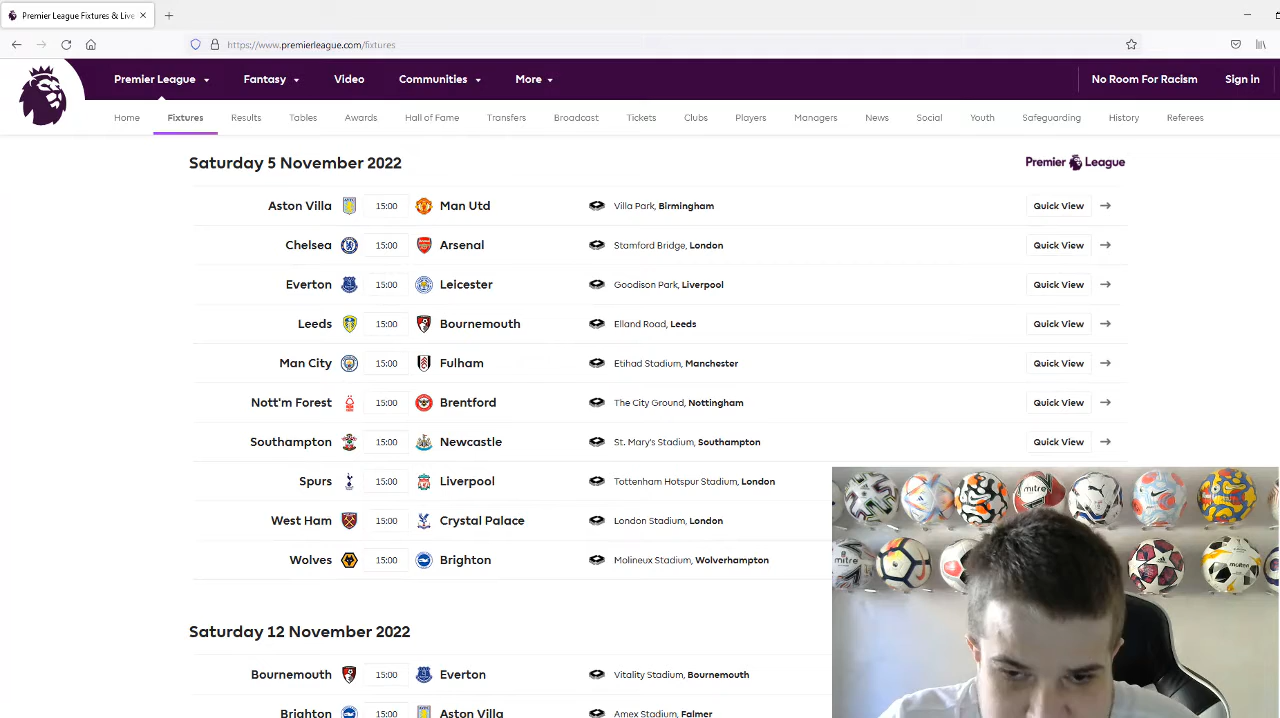 Premier League Fixtures & Live
https://www.premierleague.com/fixtures
Premier League Fantasy Video Communities More No Room For Racism Sign in
Home Fixtures Results Tables Awards Hall of Fame Transfers Broadcast Tickets Clubs Players Managers News Social Youth Safeguarding History Referees
Saturday 5 November 2022 Premier League
Aston Villa 15:00 Man Utd Villa Park, Birmingham Quick View
Chelsea 15:00 Arsenal Stamford Bridge, London Quick View
Everton 15:00 Leicester Goodison Park, Liverpool Quick View
Leeds 15:00 Bournemouth Elland Road, Leeds Quick View
Man City 15:00 Fulham Etihad Stadium, Manchester Quick View
Nott'm Forest 15:00 Brentford The City Ground, Nottingham Quick View
Southampton 15:00 Newcastle St. Mary's Stadium, Southampton Quick View
Spurs 15:00 Liverpool Tottenham Hotspur Stadium, London
West Ham 15:00 Crystal Palace London Stadium, London
Wolves 15:00 Brighton Molineux Stadium, Wolverhampton
Saturday 12 November 2022
Bournemouth 15:00 Everton Vitality Stadium, Bournemouth
Brighton 15:00 Aston Villa Amex Stadium, Falmer
mitre
mitre
molten